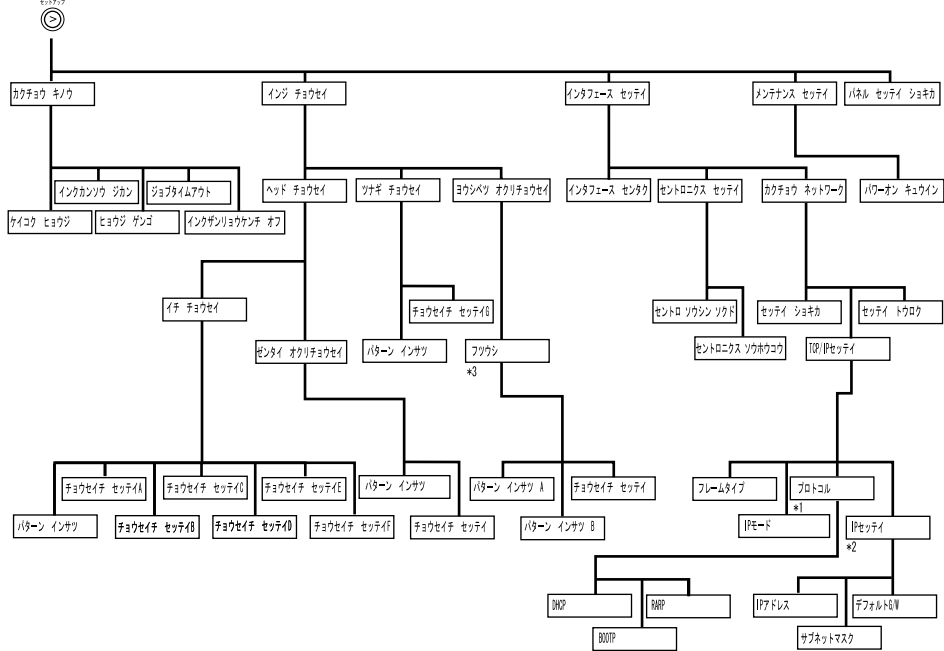 セットアップ
カクチョウ キノウ
インジ チョウセイ
インタフェース セッテイ
メンテナンス セッテイ
パネル セッテイ ショキカ
インクカンソウ ジカン
ジョブタイムアウト
ヘッド チョウセイ
ツナギ チョウセイ
ヨウシベツ オクリチョウセイ
インタフェース センタク
セントロニクス セッテイ
カクチョウ ネットワーク
パワーオン キュウイン
ケイコク ヒョウジ
ヒョウジ ゲンゴ
インクザンリョウケンチ オフ
イチ チョウセイ
チョウセイチ セッテイG
セントロ ソウシン ソクド
セッテイ ショキカ
セッテイ トウロク
ゼンタイ オクリチョウセイ
パターン インサツ
フツウシ
*3
セントロニクス ソウホウコウ
TCP/IPセッテイ
チョウセイチ セッテイA
チョウセイチ セッテイC
チョウセイチ セッテイE
パターン インサツ
パターン インサツ A
チョウセイチ セッテイ
フレームタイプ
プロトコル
*1
パターン インサツ
チョウセイチ セッテイB
チョウセイチ セッテイD
チョウセイチ セッテイF
チョウセイチ セッテイ
パターン インサツ B
IPモード
IPセッテイ
*2
DHCP
RARP
IPアドレス
デフォルトG/W
BOOTP
サブネットマスク